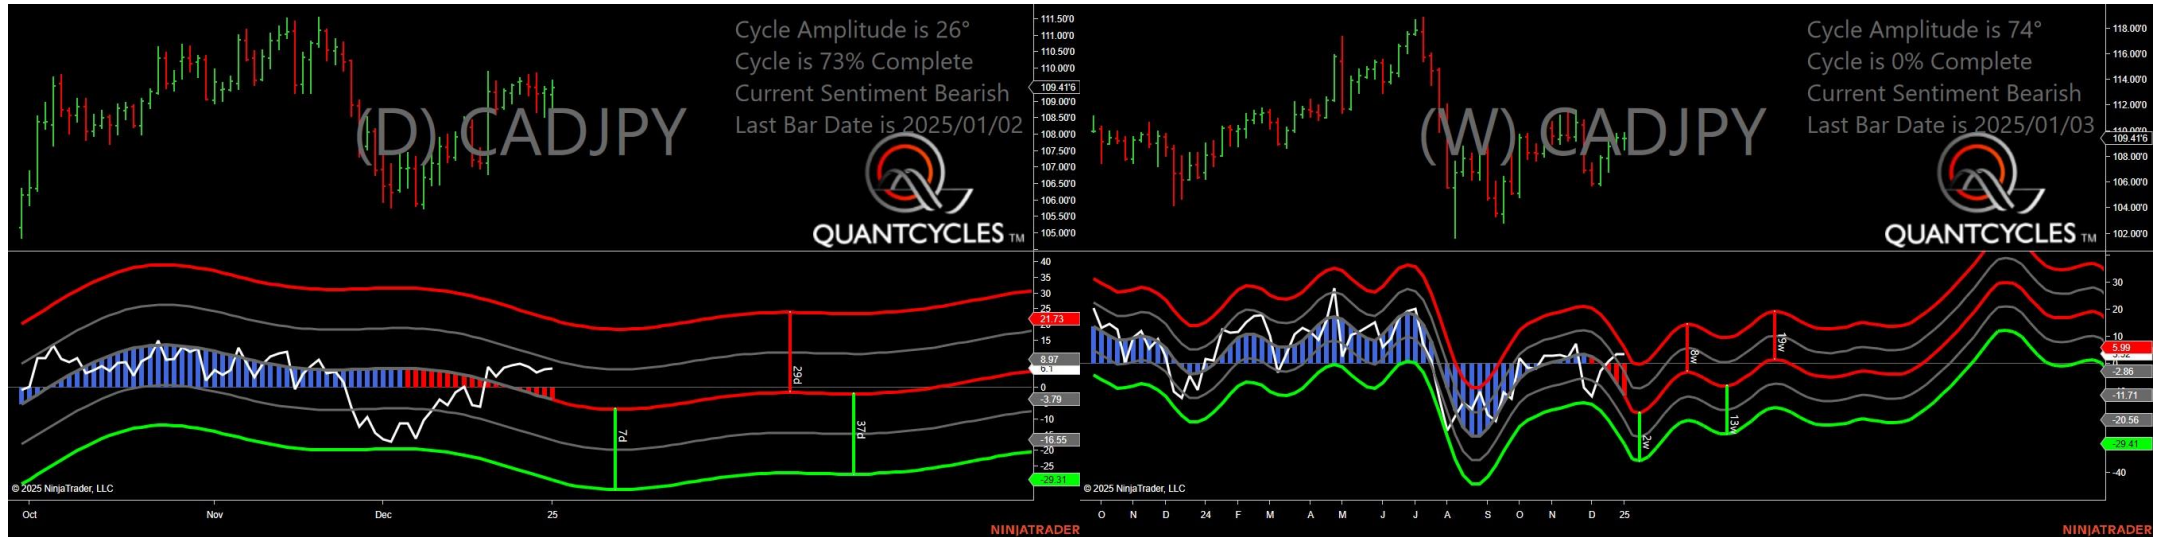 Cycle Amplitude is 26°
Cycle is 73% Complete
Current Sentiment Bearish
Last Bar Date is 2025/01/02
(D) CADJPY
QUANTCYCLES TM
111.50'0
111.00'0
110.50'0
110.00'0
109.41'6
109.00'0
108.50'0
108.00'0
107.50'0
107.00'0
106.50'0
106.00'0
105.50'0
105.00'0
40
35
30
25
21.73
15
8.97
6.1
0
-3.79
-10
-16.55
-20
-25
-29.31
7d
29d
37d
© 2025 NinjaTrader, LLC
Oct Nov Dec 25
NINJATRADER
Cycle Amplitude is 74°
Cycle is 0% Complete
Current Sentiment Bearish
Last Bar Date is 2025/01/03
(W) CADJPY
QUANTCYCLES TM
118.00'0
116.00'0
114.00'0
112.00'0
110.00'0
109.41'6
108.00'0
106.00'0
104.00'0
102.00'0
30
20
10
5.99
-2.86
-11.71
-20.56
-29.41
-40
2w
8w
13w
19w
© 2025 NinjaTrader, LLC
O N D 24 F M A M J J A S O N D 25
NINJATRADER